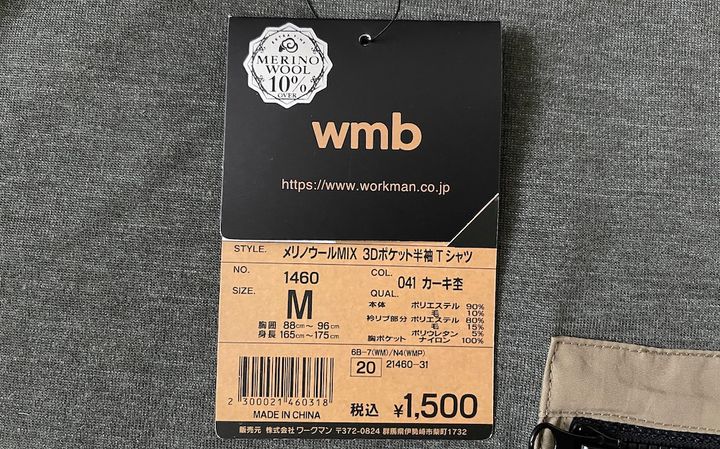 EXTRA FINE
MERINO
WOOL
10%
OVER
wmb
https://www.workman.co.jp
STYLE. メリノウールMIX 3Dポケット半袖Tシャツ
NO. 1460
COL. 041 カーキ杢
SIZE. M
胸囲 88cm～ 96cm
身長 165cm～175cm
QUAL.
本体 ポリエステル 90%
毛 10%
衿リブ部分 ポリエステル 80%
毛 15%
ポリウレタン 5%
胸ポケット ナイロン 100%
6B-7(WM)/N4(WMP)
20 21460-31
2 300021 460318
MADE IN CHINA
税込 ¥1,500
販売元 株式会社 ワークマン 〒372-0824 群馬県伊勢崎市柴町1732